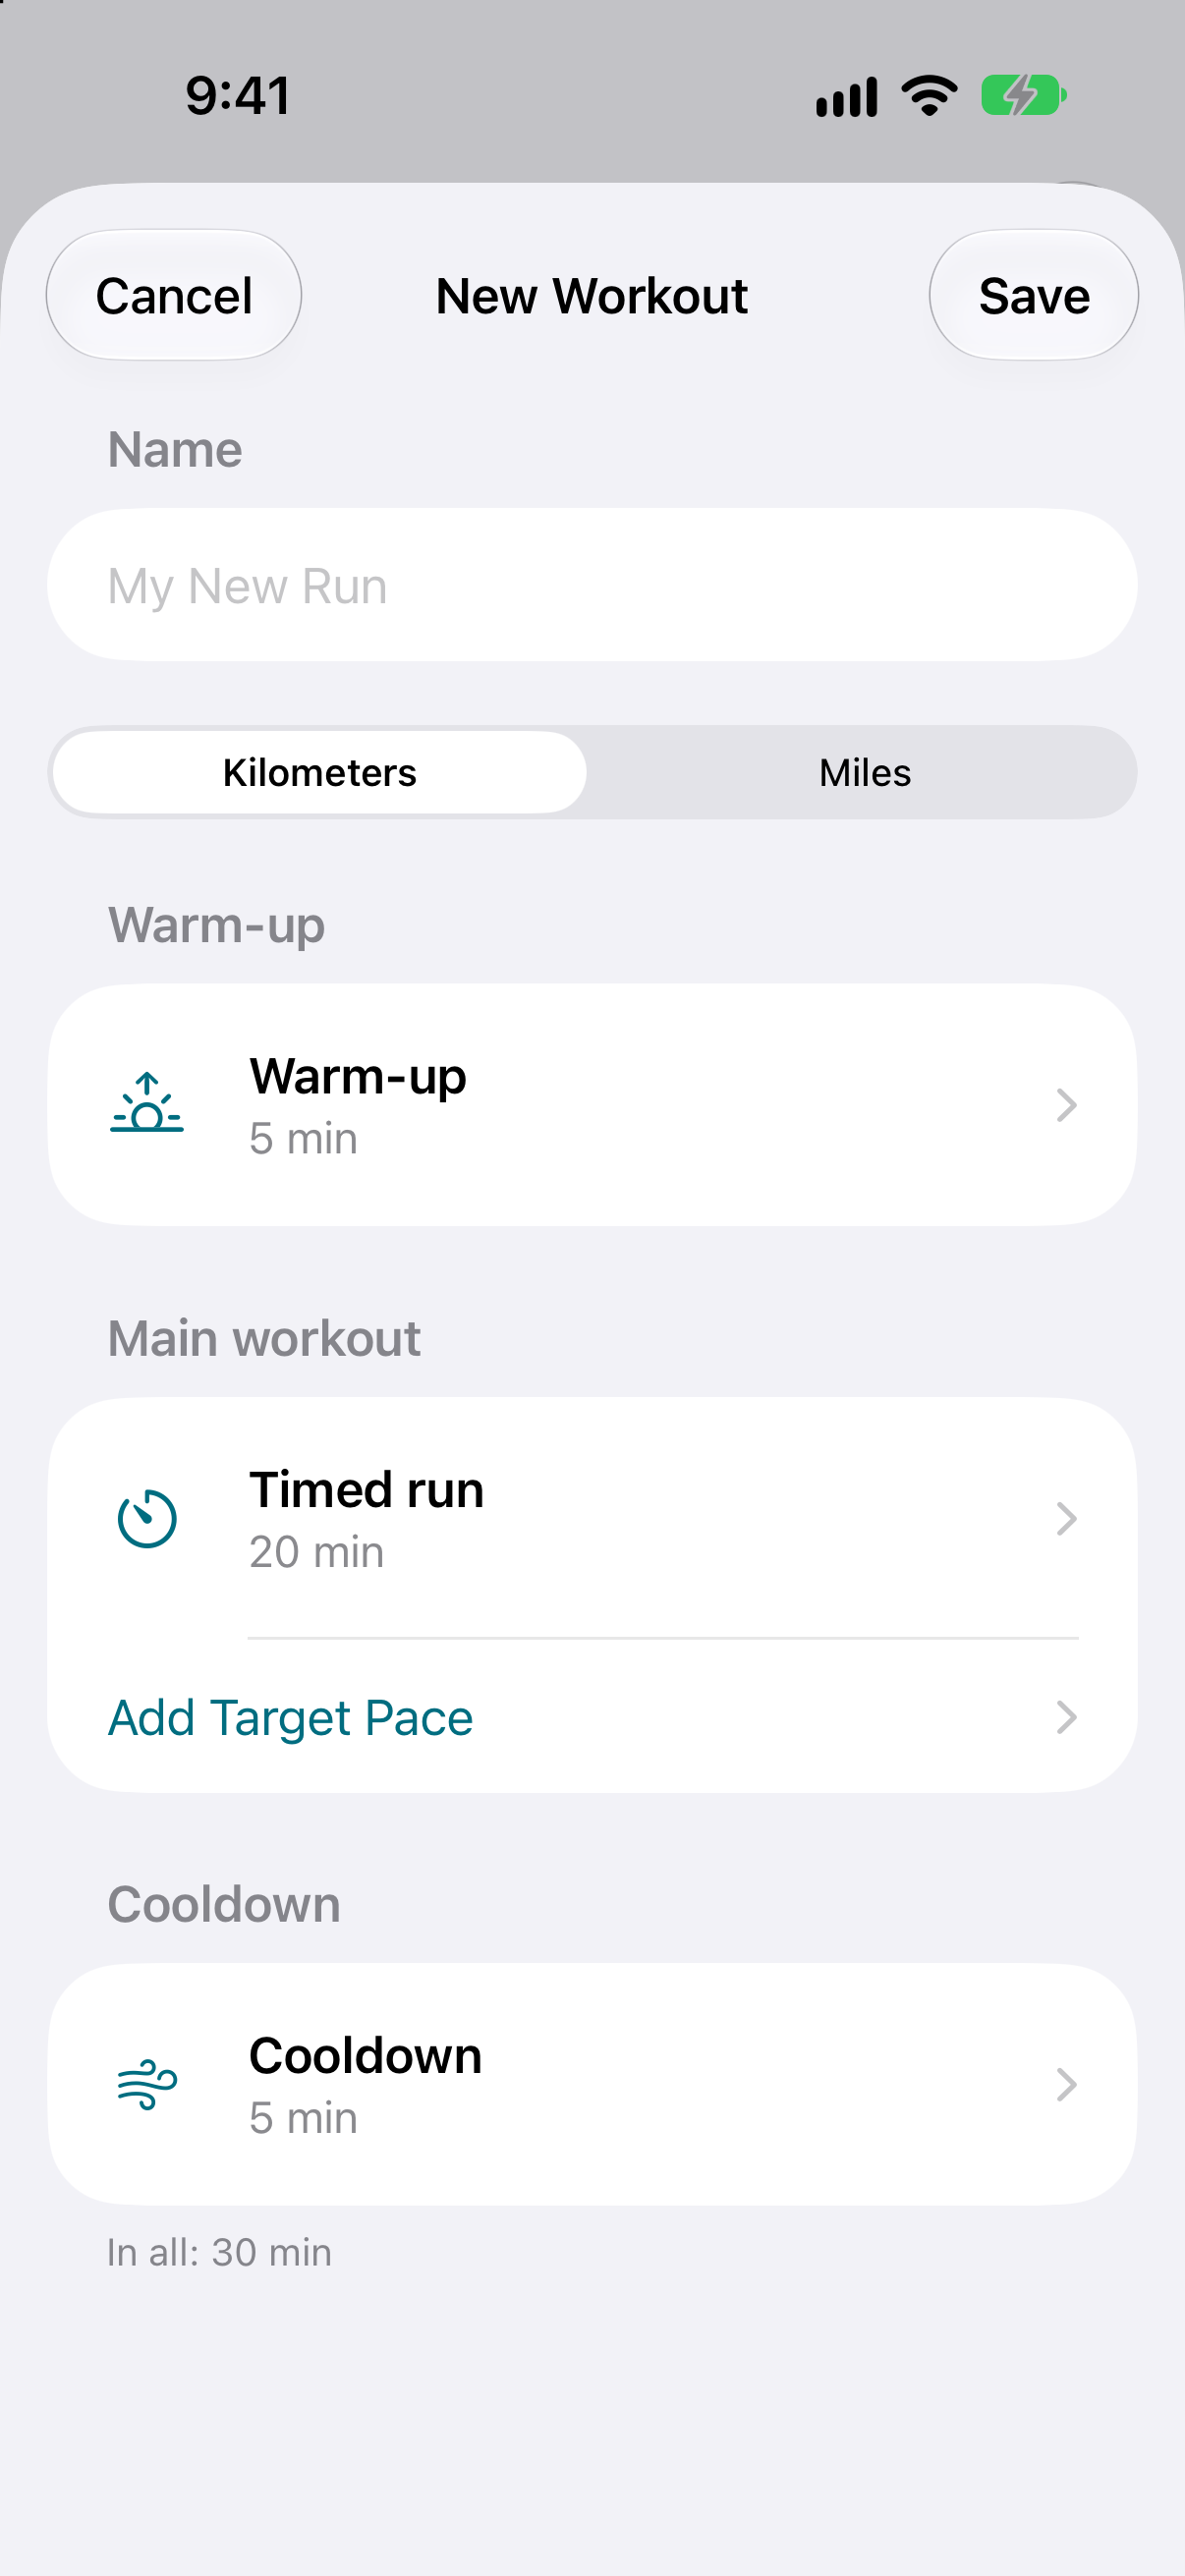 9:41
Cancel
New Workout
Save
Name
My New Run
Kilometers
Miles
Warm-up
Warm-up
5 min
Main workout
Timed run
20 min
Add Target Pace
Cooldown
Cooldown
5 min
In all: 30 min